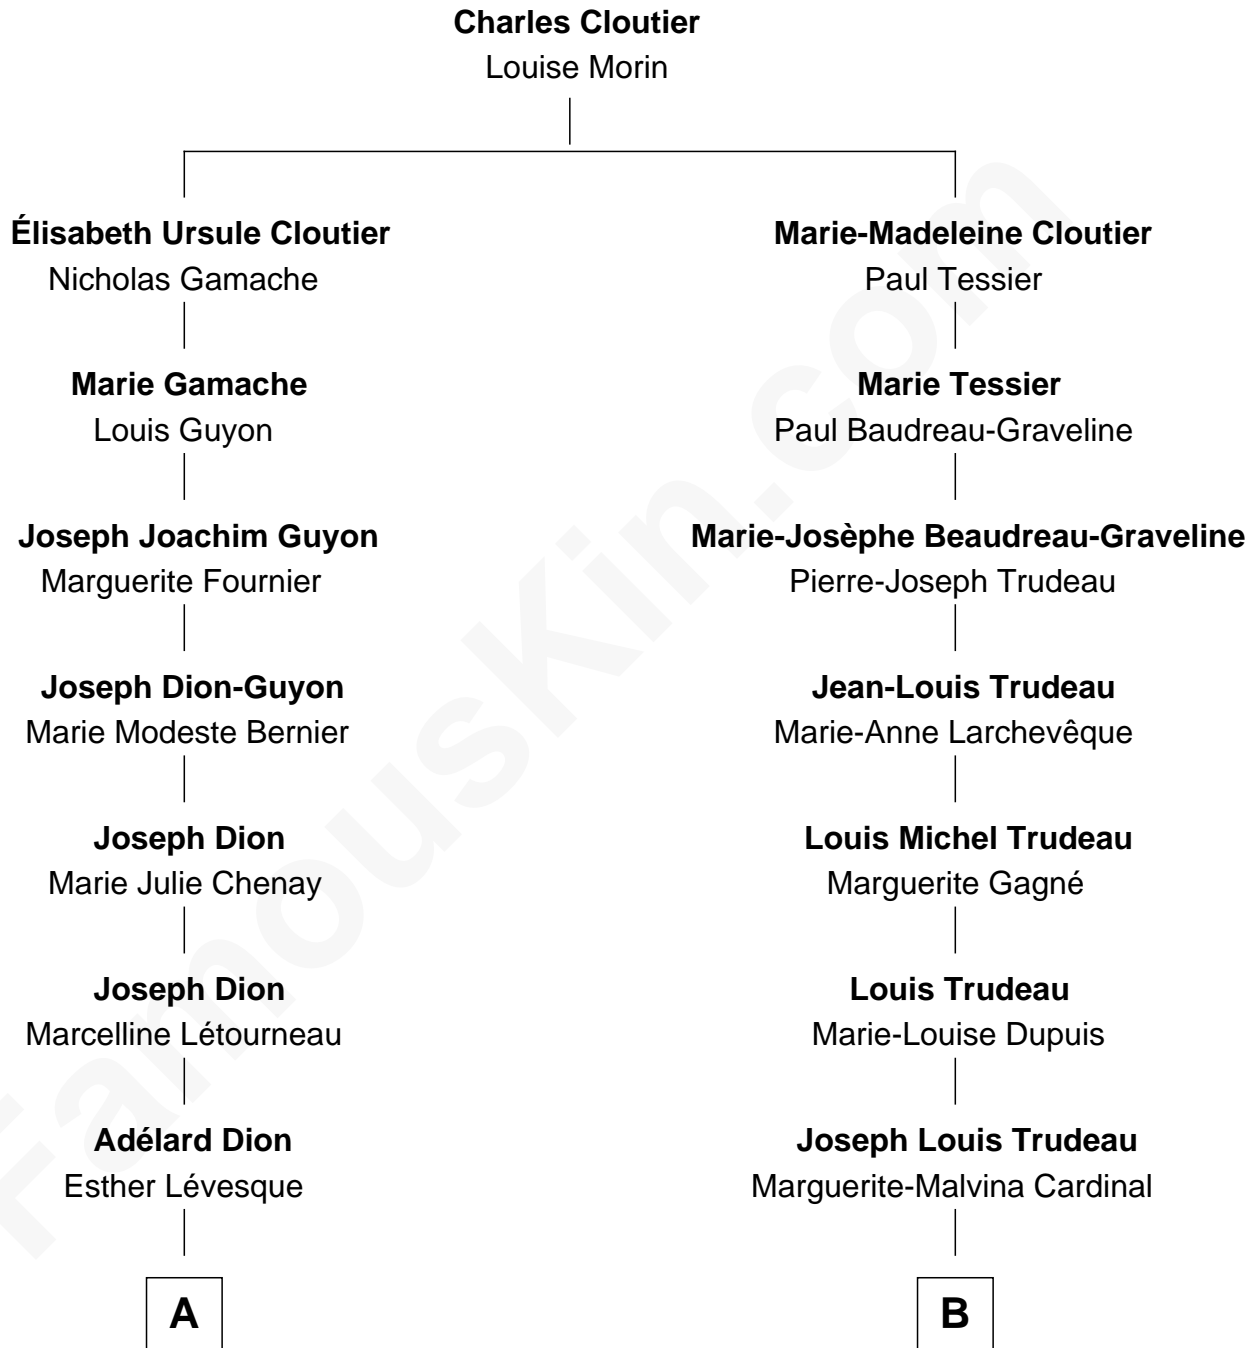 Charles Cloutier
Louise Morin
Élisabeth Ursule Cloutier
Nicholas Gamache
Marie-Madeleine Cloutier
Paul Tessier
Marie Gamache
Louis Guyon
Marie Tessier
Paul Baudreau-Graveline
Joseph Joachim Guyon
Marguerite Fournier
Marie-Josèphe Beaudreau-Graveline
Pierre-Joseph Trudeau
Joseph Dion-Guyon
Marie Modeste Bernier
Jean-Louis Trudeau
Marie-Anne Larchevêque
Joseph Dion
Marie Julie Chenay
Louis Michel Trudeau
Marguerite Gagné
Joseph Dion
Marcelline Létourneau
Louis Trudeau
Marie-Louise Dupuis
Adélard Dion
Esther Lévesque
Joseph Louis Trudeau
Marguerite-Malvina Cardinal
A
B
FamousKin.com